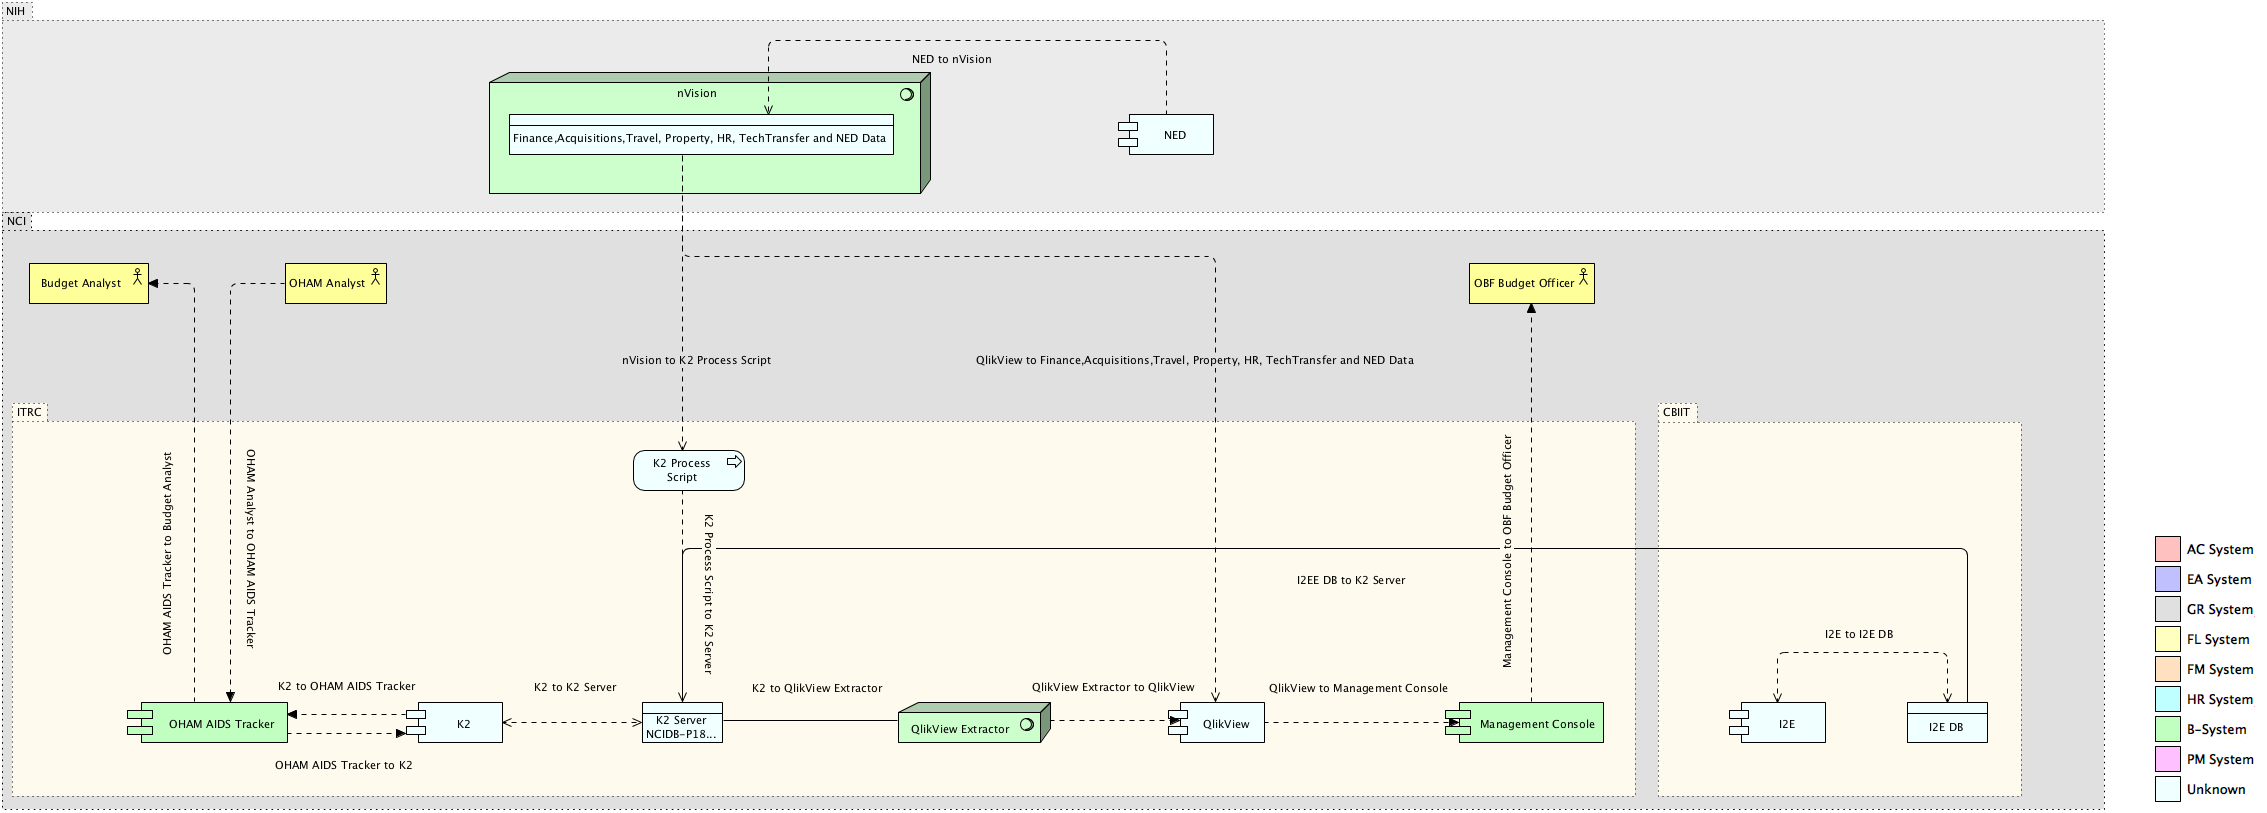 NIH
NED to nVision
nVision
Finance,Acquisitions,Travel, Property, HR, TechTransfer and NED Data
NED
NCI
Budget Analyst
OHAM Analyst
OBF Budget Officer
nVision to K2 Process Script
QlikView to Finance,Acquisitions,Travel, Property, HR, TechTransfer and NED Data
ITRC
CBIIT
OHAM AIDS Tracker to Budget Analyst
OHAM Analyst to OHAM AIDS Tracker
K2 Process
Script
K2 Process Script to K2 Server
Management Console to OBF Budget Officer
I2EE DB to K2 Server
I2E to I2E DB
K2 to OHAM AIDS Tracker
K2 to K2 Server
K2 to QlikView Extractor
QlikView Extractor to QlikView
QlikView to Management Console
OHAM AIDS Tracker
K2
K2 Server
NCIDB-P18...
QlikView Extractor
QlikView
Management Console
I2E
I2E DB
OHAM AIDS Tracker to K2
AC System
EA System
GR System
FL System
FM System
HR System
B-System
PM System
Unknown